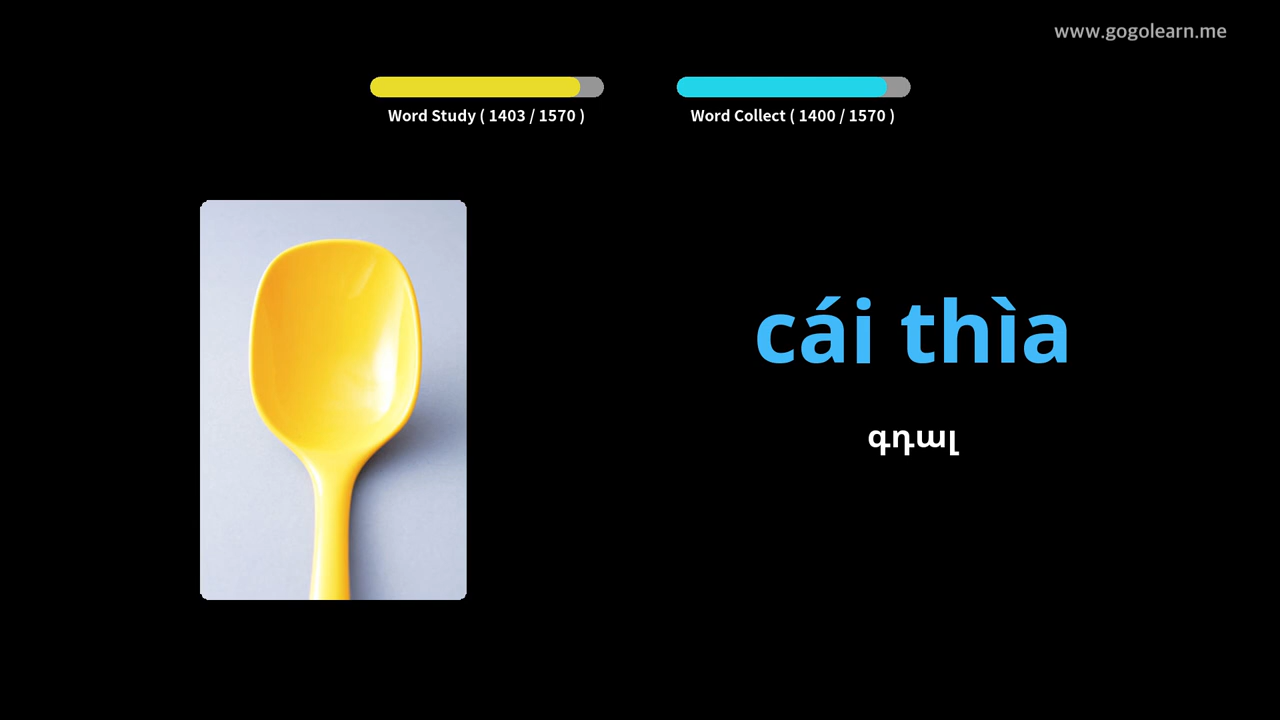 www.gogolearn.me
Word Study ( 1403 / 1570 )
Word Collect ( 1400 / 1570 )
cái thìa
գդալ